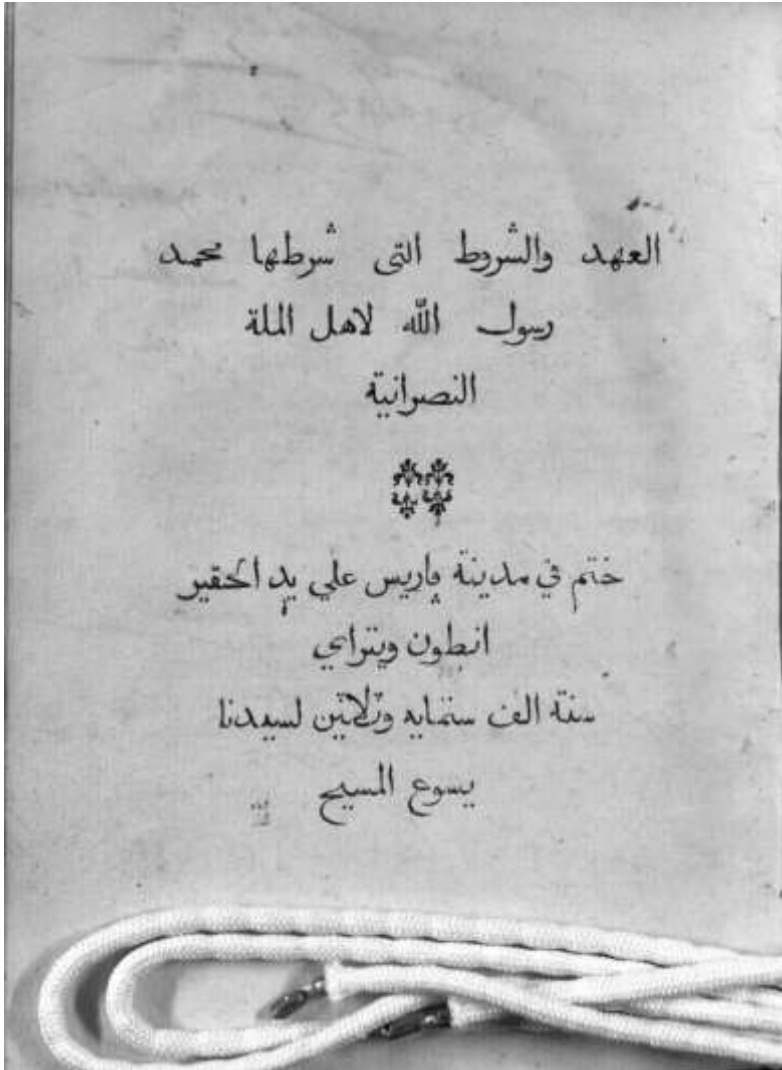 العهد والشروط التى شرطها محمد
رسول الله لاهل الملة
النصرانية
ختم في مدينة پاريس علي يد الحقير
انطون ويتراي
سنة الف ستمايه وثلاثين لسيدنا
يسوع المسيح